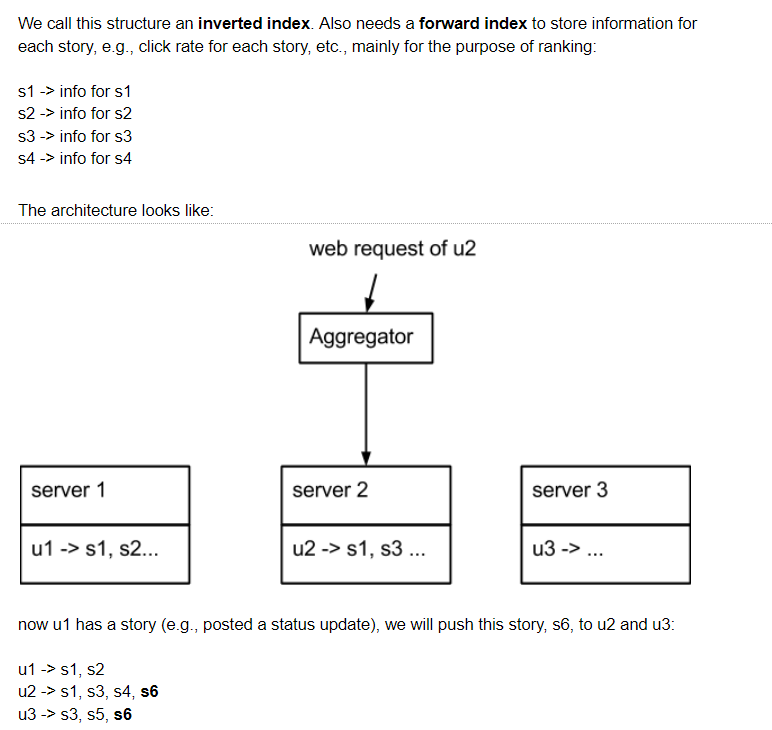 We call this structure an inverted index. Also needs a forward index to store information for
each story, e.g., click rate for each story, etc., mainly for the purpose of ranking:
s1 -> info for s1
s2 -> info for s2
s3 -> info for s3
s4 -> info for s4
The architecture looks like:
web request of u2
Aggregator
server 1
server 2
server 3
u1 -> s1, s2...
u2 -> s1, s3 ...
u3 -> ...
now u1 has a story (e.g., posted a status update), we will push this story, s6, to u2 and u3:
u1 -> s1, s2
u2 -> s1, s3, s4, s6
u3 -> s3, s5, s6